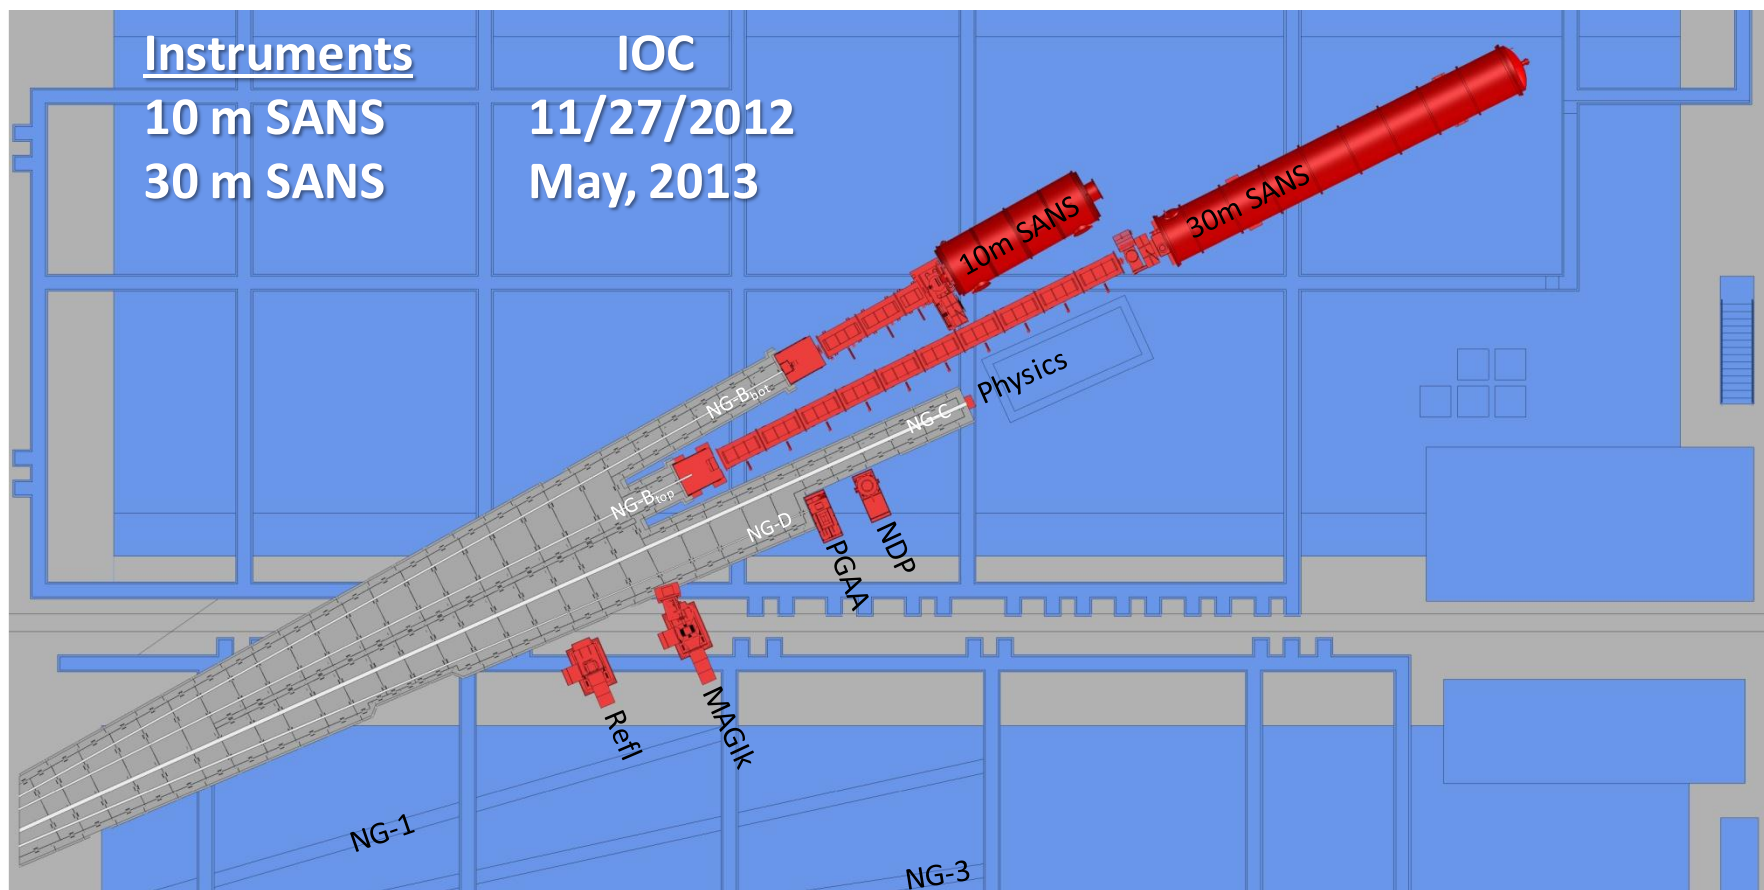 Instruments IOC
10 m SANS 11/27/2012
30 m SANS May, 2013
30m SANS
10m SANS
Physics
NG-Bbot
NG-C
NG-Btop
NG-D
NDP
PGAA
MAGIk
Refl
NG-1
NG-3